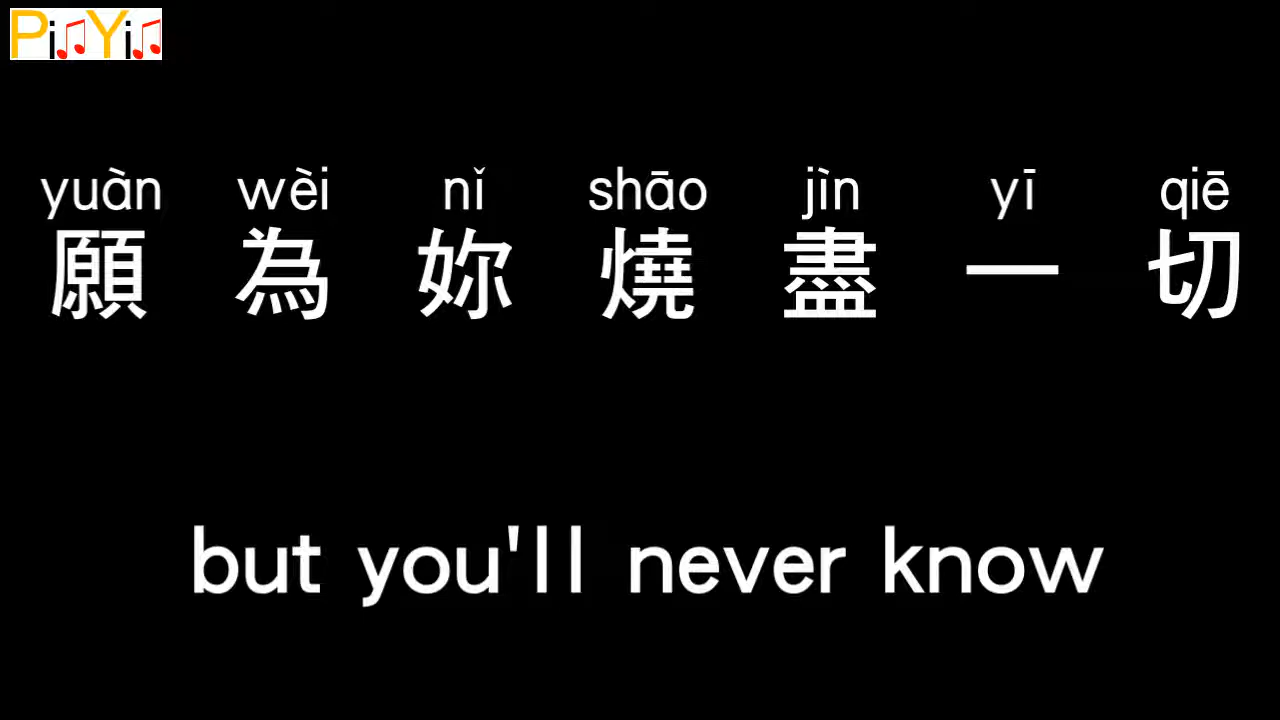 PinYin
yuàn wèi nǐ shāo jìn yī qiē
願為妳燒盡一切
but you'll never know